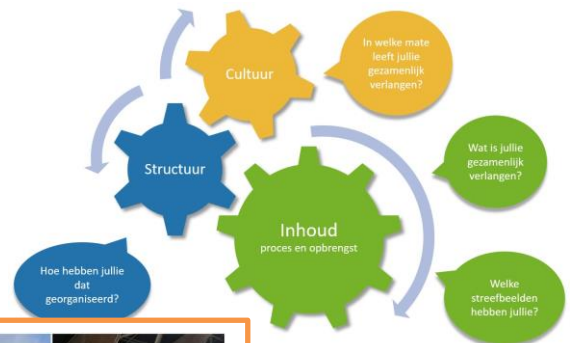 Cultuur
In welke mate
leeft jullie
gezamenlijk
verlangen?
Structuur
Wat is jullie
gezamenlijk
verlangen?
Inhoud
proces en opbrengst
Hoe hebben jullie
dat
georganiseerd?
Welke
streefbeelden
hebben jullie?